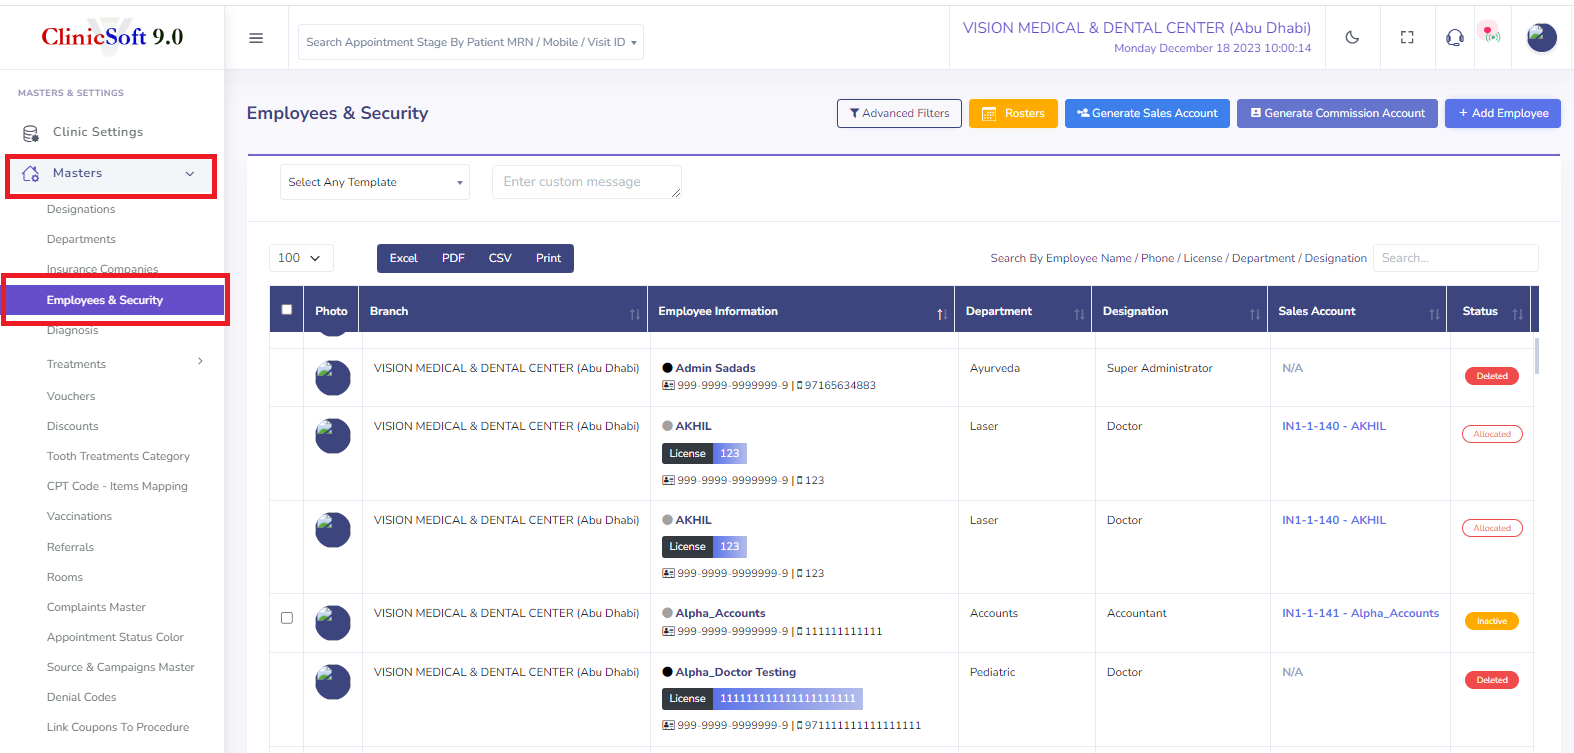 ClinicSoft 9.0
Search Appointment Stage By Patient MRN / Mobile / Visit ID
VISION MEDICAL & DENTAL CENTER (Abu Dhabi)
Monday December 18 2023 10:00:14
MASTERS & SETTINGS
Clinic Settings
Masters
Designations
Departments
Insurance Companies
Employees & Security
Diagnosis
Treatments
Vouchers
Discounts
Tooth Treatments Category
CPT Code - Items Mapping
Vaccinations
Referrals
Rooms
Complaints Master
Appointment Status Color
Source & Campaigns Master
Denial Codes
Link Coupons To Procedure
Employees & Security
Advanced Filters
Rosters
Generate Sales Account
Generate Commission Account
+ Add Employee
Select Any Template
Enter custom message
100
Excel PDF CSV Print
Search By Employee Name / Phone / License / Department / Designation
Search...
Photo Branch Employee Information Department Designation Sales Account Status
VISION MEDICAL & DENTAL CENTER (Abu Dhabi) Admin Sadads Ayurveda Super Administrator N/A Deleted
999-9999-9999999-9 | 97165634883
VISION MEDICAL & DENTAL CENTER (Abu Dhabi) AKHIL Laser Doctor IN1-1-140 - AKHIL Allocated
License 123
999-9999-9999999-9 | 123
VISION MEDICAL & DENTAL CENTER (Abu Dhabi) AKHIL Laser Doctor IN1-1-140 - AKHIL Allocated
License 123
999-9999-9999999-9 | 123
VISION MEDICAL & DENTAL CENTER (Abu Dhabi) Alpha_Accounts Accounts Accountant IN1-1-141 - Alpha_Accounts Inactive
999-9999-9999999-9 | 111111111111
VISION MEDICAL & DENTAL CENTER (Abu Dhabi) Alpha_Doctor Testing Pediatric Doctor N/A Deleted
License 111111111111111111111
999-9999-9999999-9 | 971111111111111111